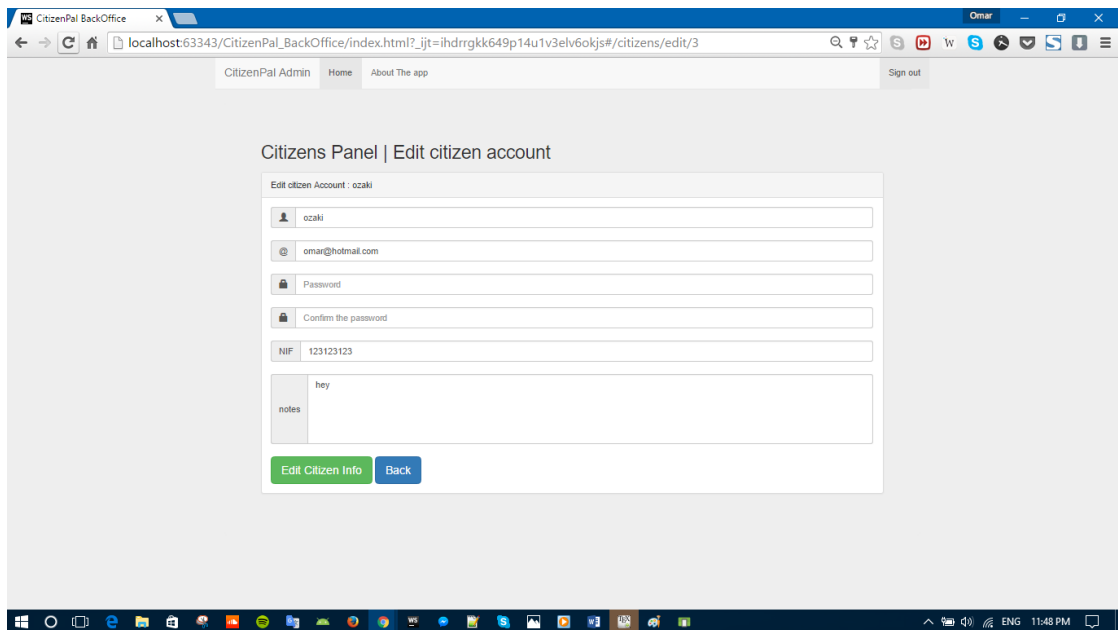 WS CitizenPal BackOffice
Omar
localhost:63343/CitizenPal_BackOffice/index.html?_ijt=ihdrrgkk649p14u1v3elv6okjs#/citizens/edit/3
CitizenPal Admin Home About The app Sign out
Citizens Panel | Edit citizen account
Edit citizen Account : ozaki
ozaki
@ omar@hotmail.com
Password
Confirm the password
NIF 123123123
notes hey
Edit Citizen Info Back
ENG 11:48 PM